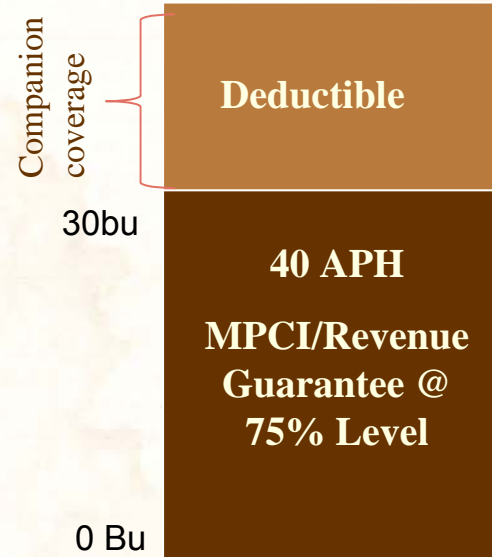 Companion
coverage
Deductible
30bu
40 APH
MPCI/Revenue
Guarantee @
75% Level
0 Bu